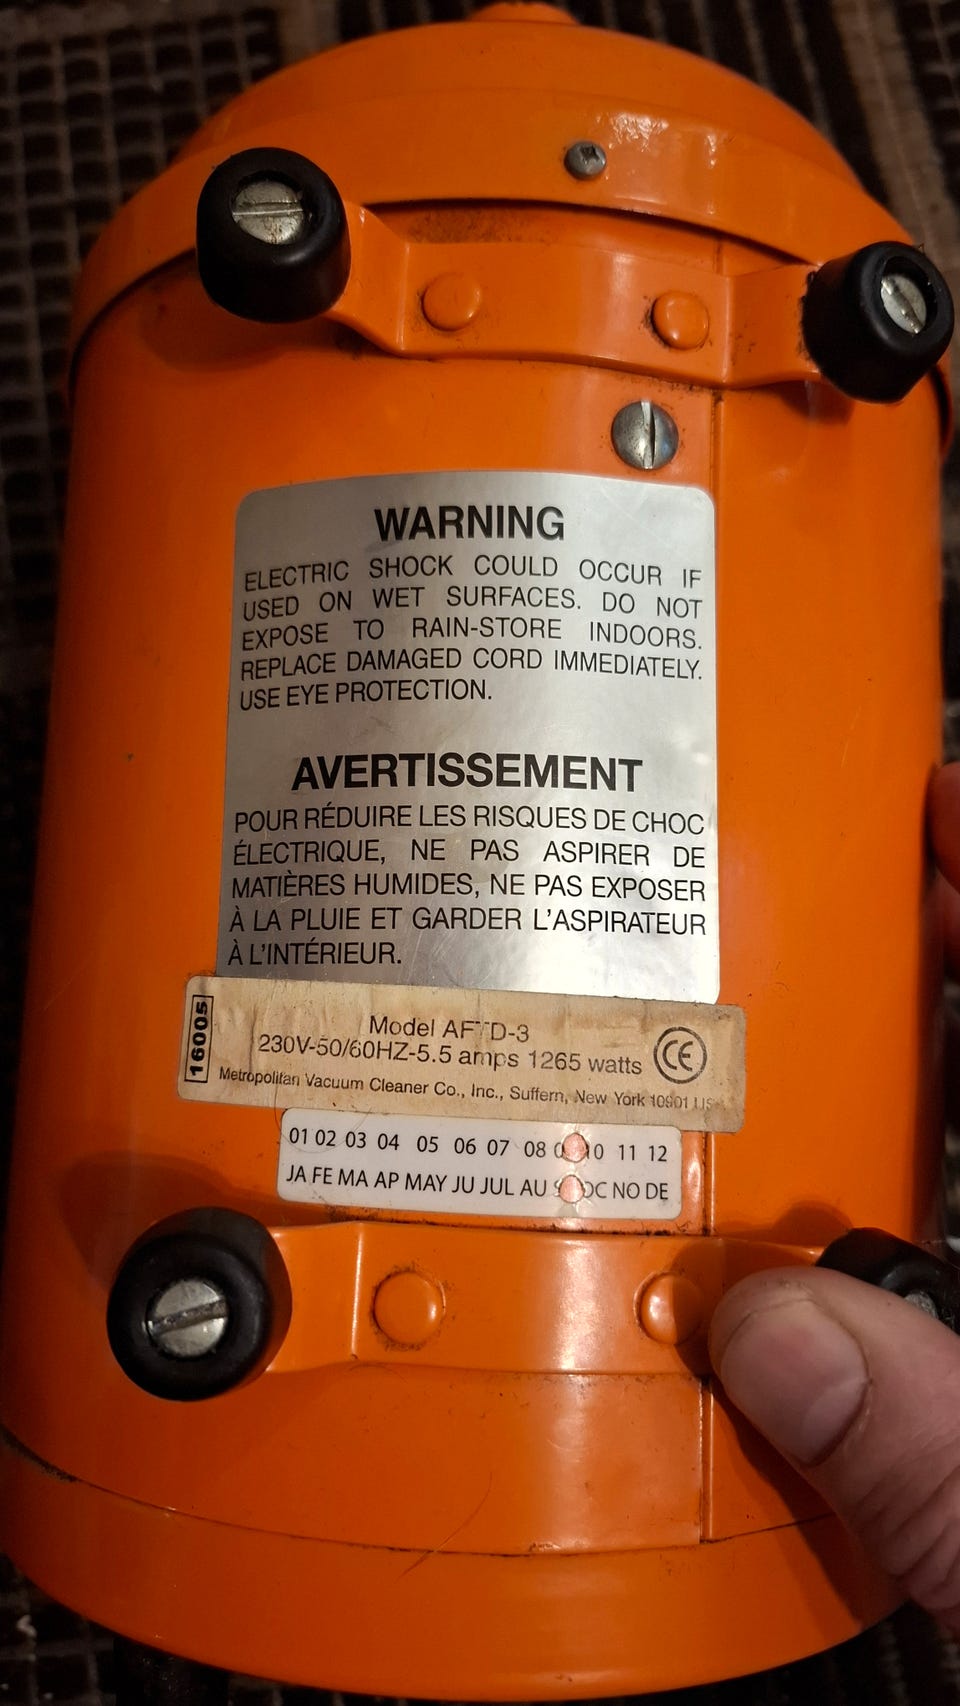 WARNING
ELECTRIC SHOCK COULD OCCUR IF
USED ON WET SURFACES. DO NOT
EXPOSE TO RAIN-STORE INDOORS.
REPLACE DAMAGED CORD IMMEDIATELY.
USE EYE PROTECTION.
AVERTISSEMENT
POUR RÉDUIRE LES RISQUES DE CHOC
ÉLECTRIQUE, NE PAS ASPIRER DE
MATIÈRES HUMIDES, NE PAS EXPOSER
À LA PLUIE ET GARDER L'ASPIRATEUR
À L'INTÉRIEUR.
16005
Model D-3
230V-50/60HZ-5.5 amps 1265 watts
CE
Metropolitan Vacuum Cleaner Co., Inc., Suffern, New York 10901
01 02 03 04 05 06 07 08 11 12
JA FE MA AP MAY JU JUL AU NO DE